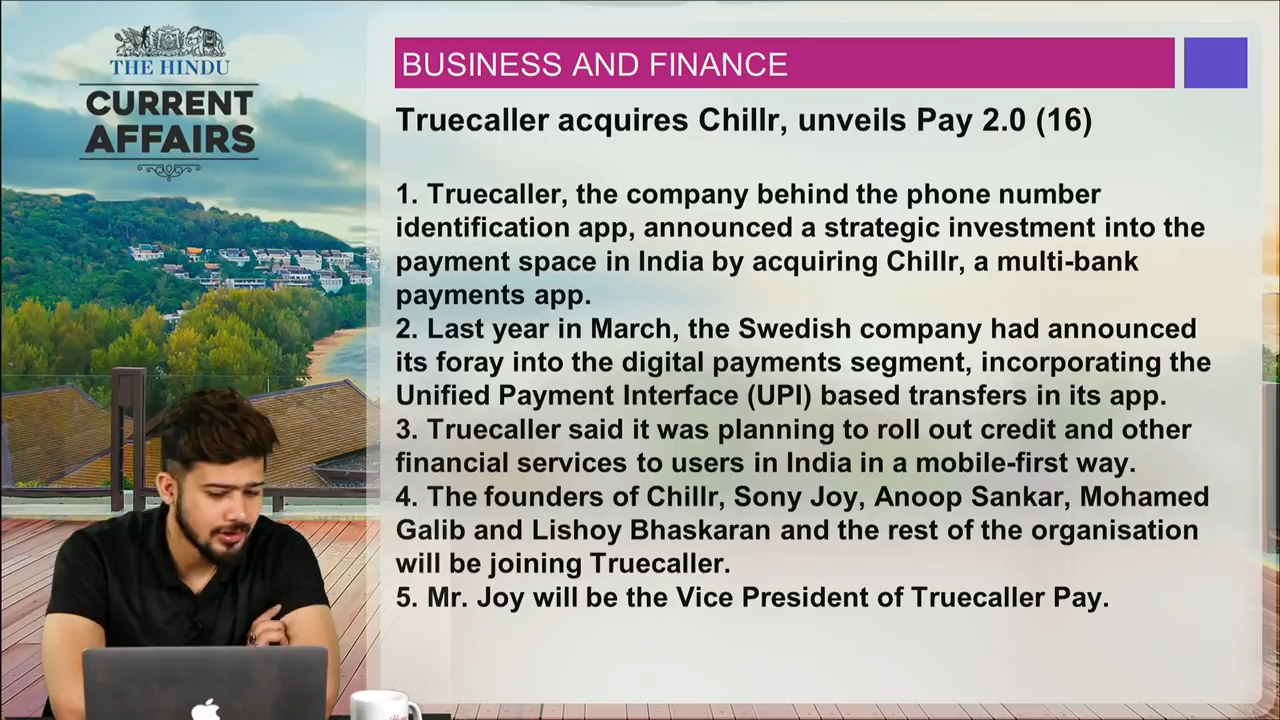 THE HINDU
CURRENT
AFFAIRS
BUSINESS AND FINANCE
Truecaller acquires Chillr, unveils Pay 2.0 (16)
1. Truecaller, the company behind the phone number
identification app, announced a strategic investment into the
payment space in India by acquiring Chillr, a multi-bank
payments app.
2. Last year in March, the Swedish company had announced
its foray into the digital payments segment, incorporating the
Unified Payment Interface (UPI) based transfers in its app.
3. Truecaller said it was planning to roll out credit and other
financial services to users in India in a mobile-first way.
4. The founders of Chillr, Sony Joy, Anoop Sankar, Mohamed
Galib and Lishoy Bhaskaran and the rest of the organisation
will be joining Truecaller.
5. Mr. Joy will be the Vice President of Truecaller Pay.